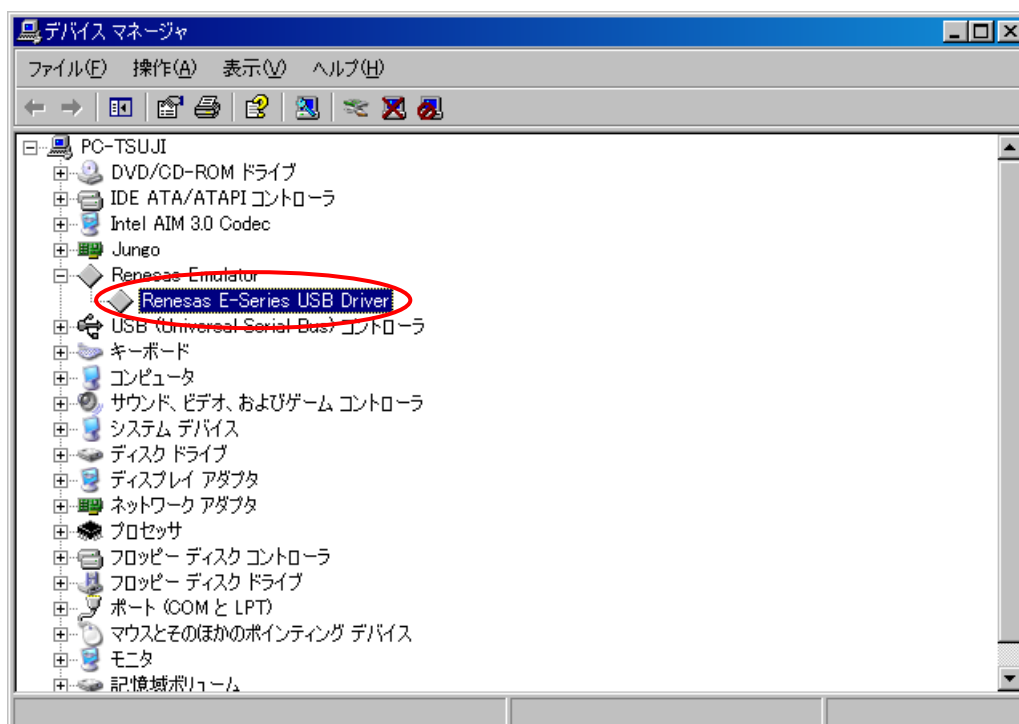 デバイス マネージャ
ファイル(F) 操作(A) 表示(V) ヘルプ(H)
PC-TSUJI
DVD/CD-ROM ドライブ
IDE ATA/ATAPI コントローラ
Intel AIM 3.0 Codec
Jungo
Renesas Emulator
Renesas E-Series USB Driver
USB (Universal Serial Bus) コントローラ
キーボード
コンピュータ
サウンド、ビデオ、およびゲーム コントローラ
システム デバイス
ディスク ドライブ
ディスプレイ アダプタ
ネットワーク アダプタ
プロセッサ
フロッピー ディスク コントローラ
フロッピー ディスク ドライブ
ポート (COM と LPT)
マウスとそのほかのポインティング デバイス
モニタ
記憶域ボリューム